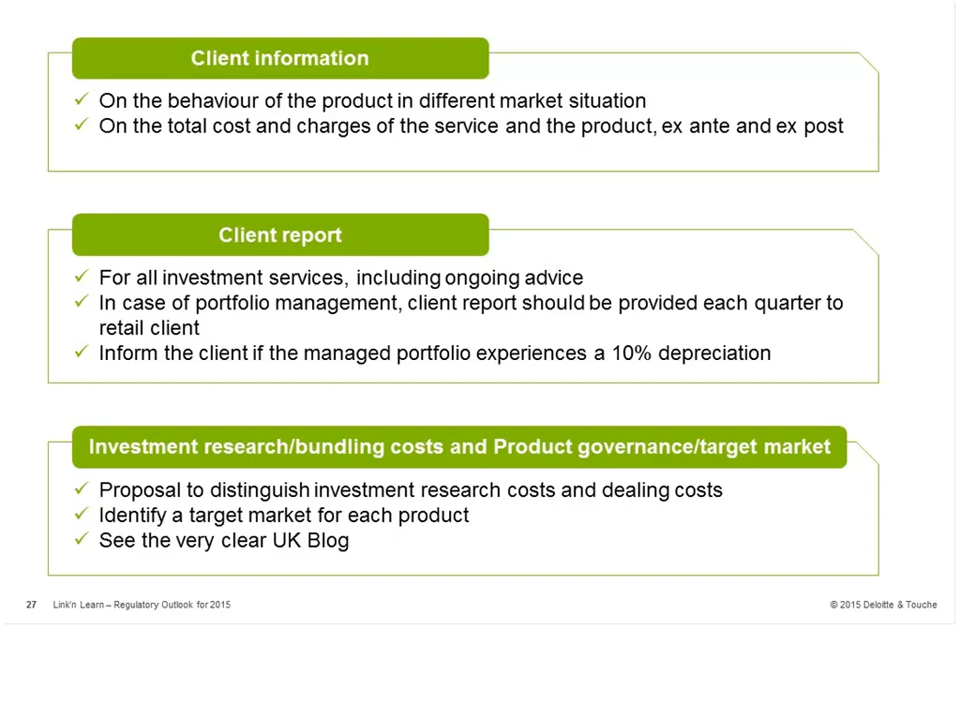 Client information
On the behaviour of the product in different market situation
On the total cost and charges of the service and the product, ex ante and ex post
Client report
For all investment services, including ongoing advice
In case of portfolio management, client report should be provided each quarter to
retail client
Inform the client if the managed portfolio experiences a 10% depreciation
Investment research/bundling costs and Product governance/target market
Proposal to distinguish investment research costs and dealing costs
Identify a target market for each product
See the very clear UK Blog
27 Link'n Learn – Regulatory Outlook for 2015 © 2015 Deloitte & Touche